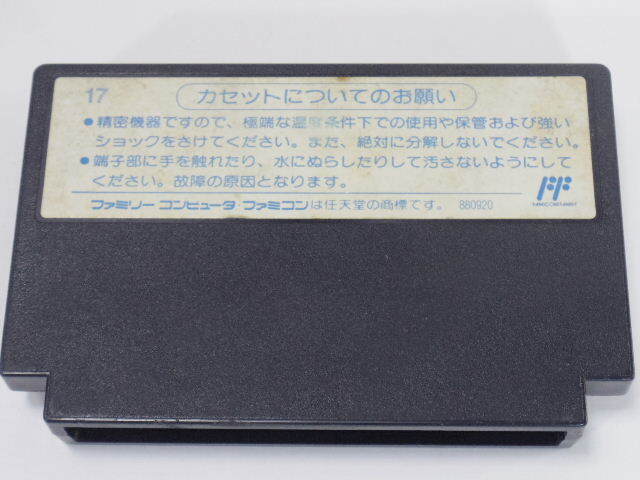 17
カセットについてのお願い
●精密機器ですので、極端な温度条件下での使用や保管および強い
ショックをさけてください。また、絶対に分解しないでください。
●端子部に手を触れたり、水にぬらしたりして汚さないようにして
ください。故障の原因となります。
FF
FAMICOM FAMILY
ファミリー コンピュータ・ファミコンは任天堂の商標です。 880920